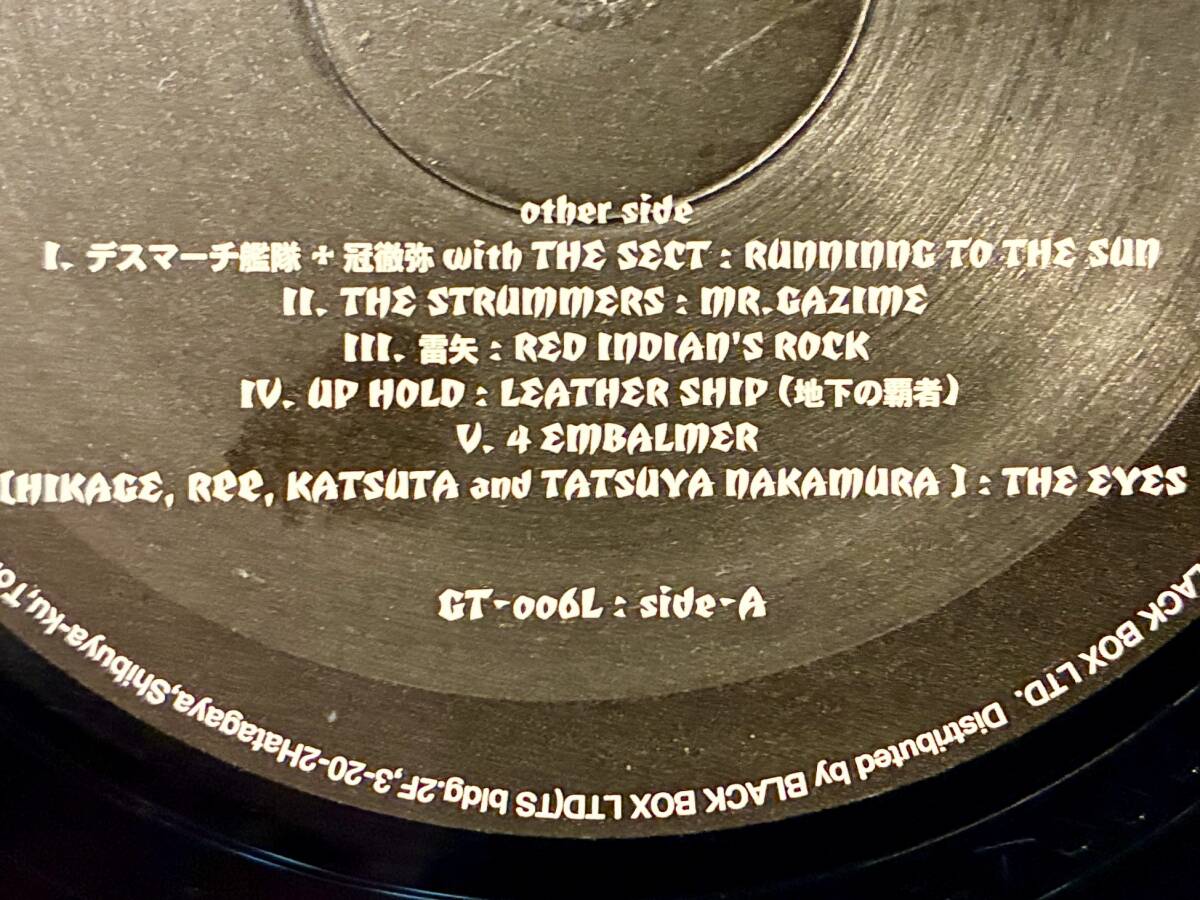 other side
I. デスマーチ艦隊 + 冠徹弥 with THE SECT : RUNNINNG TO THE SUN
II. THE STRUMMERS : MR.GAZIME
III. 雷矢 : RED INDIAN'S ROCK
IV. UP HOLD : LEATHER SHIP (地下の覇者)
V. 4 EMBALMER
[HIKAGE, Ree, KATSUTA and TATSUYA NAKAMURA ] : THE EYES
GT-006L : side-A
LACK BOX LTD. Distributed by BLACK BOX LTD(TS bldg.2F,3-20-2Hatagaya,Shibuya-ku,To